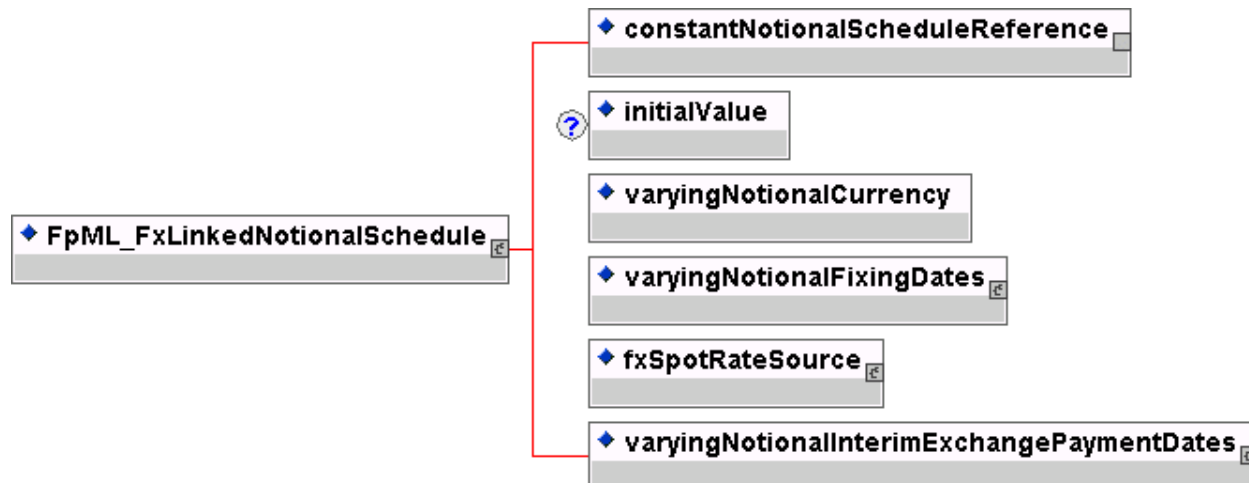 constantNotionalScheduleReference
?
initialValue
varyingNotionalCurrency
FpML_FxLinkedNotionalSchedule
varyingNotionalFixingDates
fxSpotRateSource
varyingNotionalInterimExchangePaymentDates